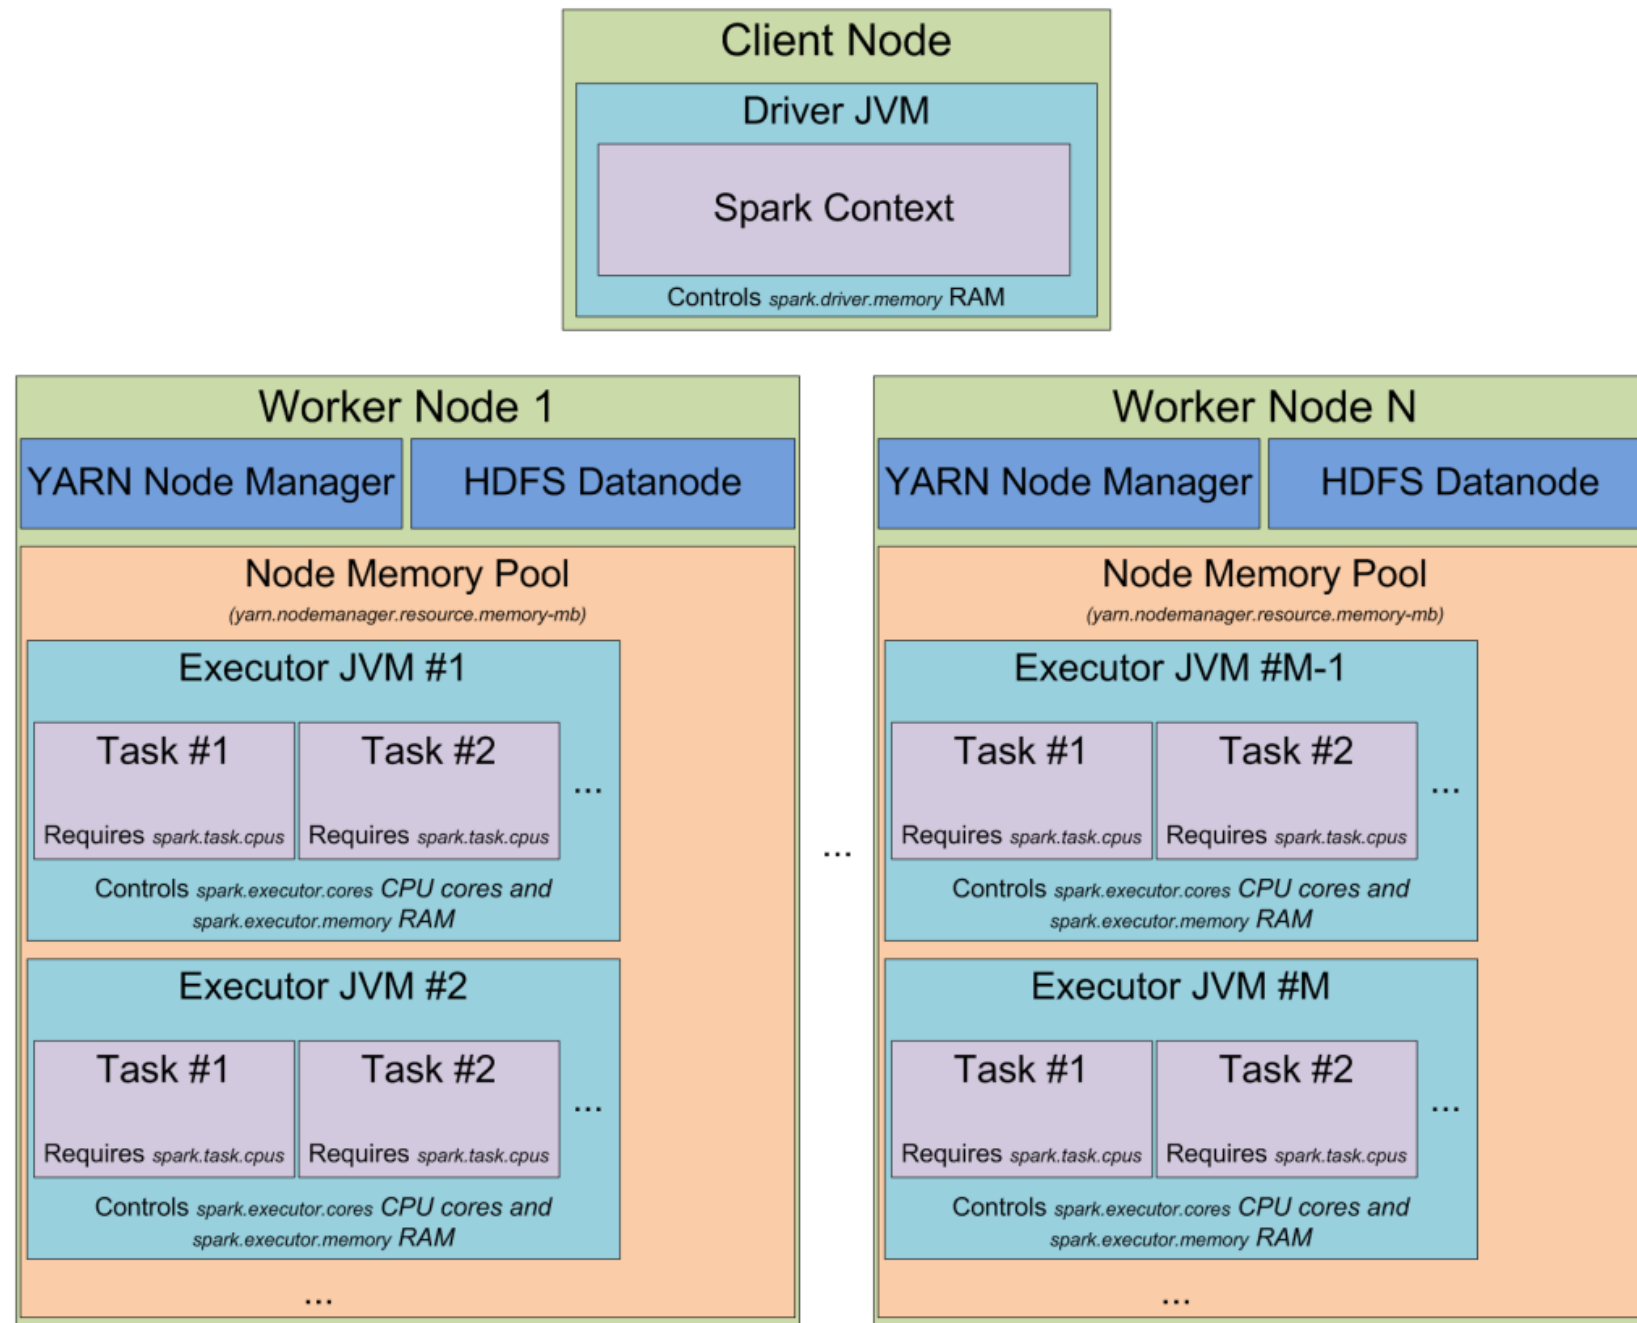 Client Node
Driver JVM
Spark Context
Controls spark.driver.memory RAM
Worker Node 1
YARN Node Manager
HDFS Datanode
Node Memory Pool
(yarn.nodemanager.resource.memory-mb)
Executor JVM #1
Task #1
Requires spark.task.cpus
Task #2
Requires spark.task.cpus
...
Controls spark.executor.cores CPU cores and
spark.executor.memory RAM
Executor JVM #2
Task #1
Requires spark.task.cpus
Task #2
Requires spark.task.cpus
...
Controls spark.executor.cores CPU cores and
spark.executor.memory RAM
...
...
Worker Node N
YARN Node Manager
HDFS Datanode
Node Memory Pool
(yarn.nodemanager.resource.memory-mb)
Executor JVM #M-1
Task #1
Requires spark.task.cpus
Task #2
Requires spark.task.cpus
...
Controls spark.executor.cores CPU cores and
spark.executor.memory RAM
Executor JVM #M
Task #1
Requires spark.task.cpus
Task #2
Requires spark.task.cpus
...
Controls spark.executor.cores CPU cores and
spark.executor.memory RAM
...